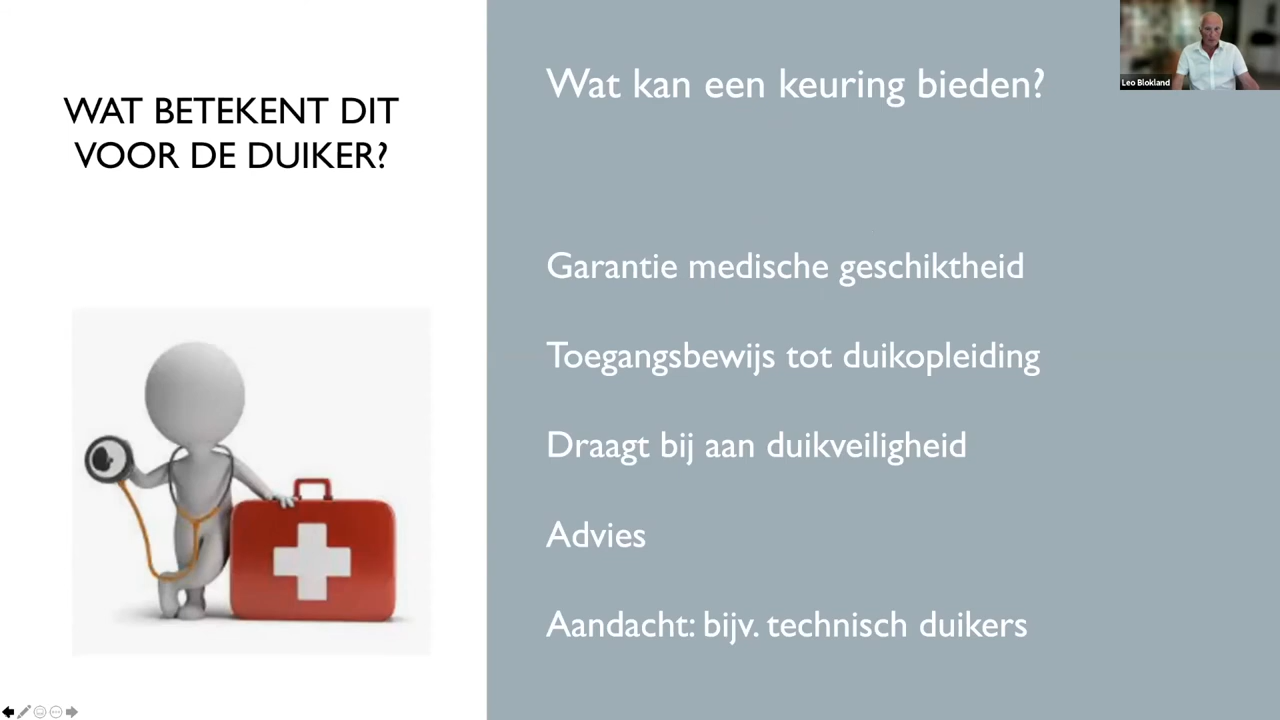 WAT BETEKENT DIT
VOOR DE DUIKER?
Wat kan een keuring bieden?
Garantie medische geschiktheid
Toegangsbewijs tot duikopleiding
Draagt bij aan duikveiligheid
Advies
Aandacht: bijv. technisch duikers
Leo Blokland